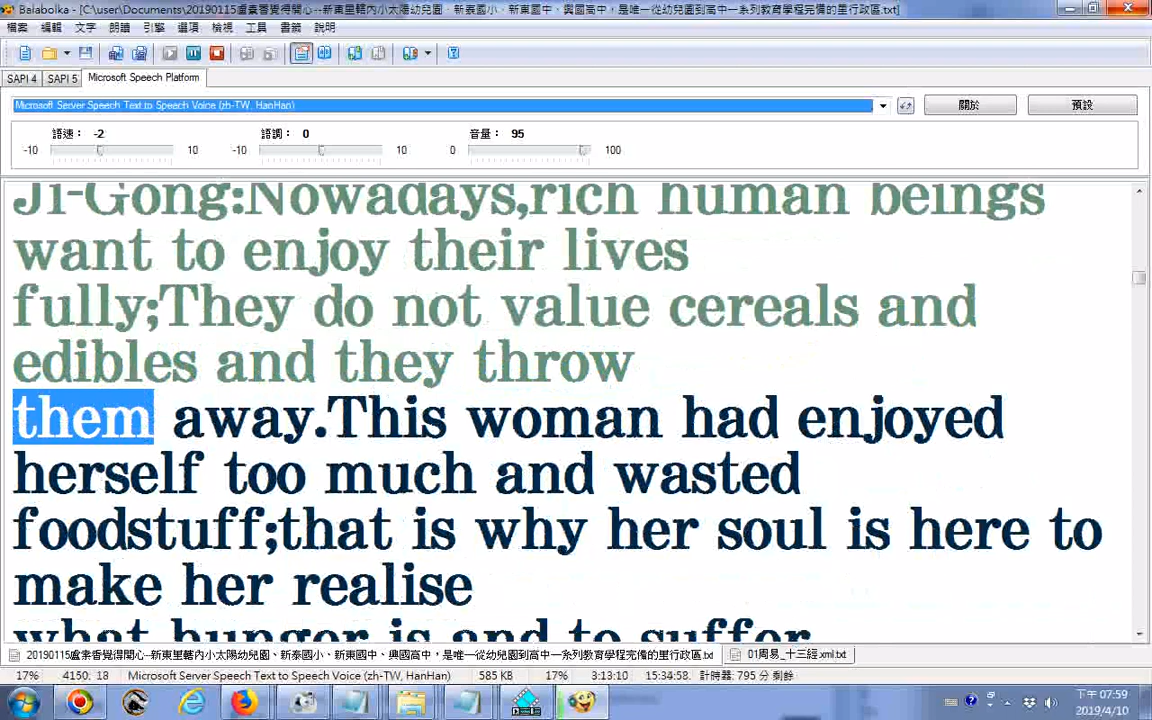 Balabolka - [C:\user\Documents\20190115盧素香覺得開心--新東里轄內小太陽幼兒園、新泰國小、新東國中、興國高中，是唯一從幼兒園到高中一系列教育學程完備的里行政區.txt]
檔案 編輯 文字 朗讀 引擎 選項 檢視 工具 書籤 說明
SAPI 4 SAPI 5 Microsoft Speech Platform
Microsoft Server Speech Text to Speech Voice (zh-TW, HanHan) 關於 預設
語速： -2 語調： 0 音量： 95
-10 10 -10 10 0 100
Ji-Gong:Nowadays,rich human beings
want to enjoy their lives
fully;They do not value cereals and
edibles and they throw
them away.This woman had enjoyed
herself too much and wasted
foodstuff;that is why her soul is here to
make her realise
what hunger is and to suffer
20190115盧素香覺得開心--新東里轄內小太陽幼兒園、新泰國小、新東國中、興國高中，是唯一從幼兒園到高中一系列教育學程完備的里行政區.txt 01周易_十三經.xml.txt
17% 4150, 18 Microsoft Server Speech Text to Speech Voice (zh-TW, HanHan) 585 KB 17% 3:13:10 15:34:58. 計時器: 795 分 剩餘
下午 07:59
2019/4/10